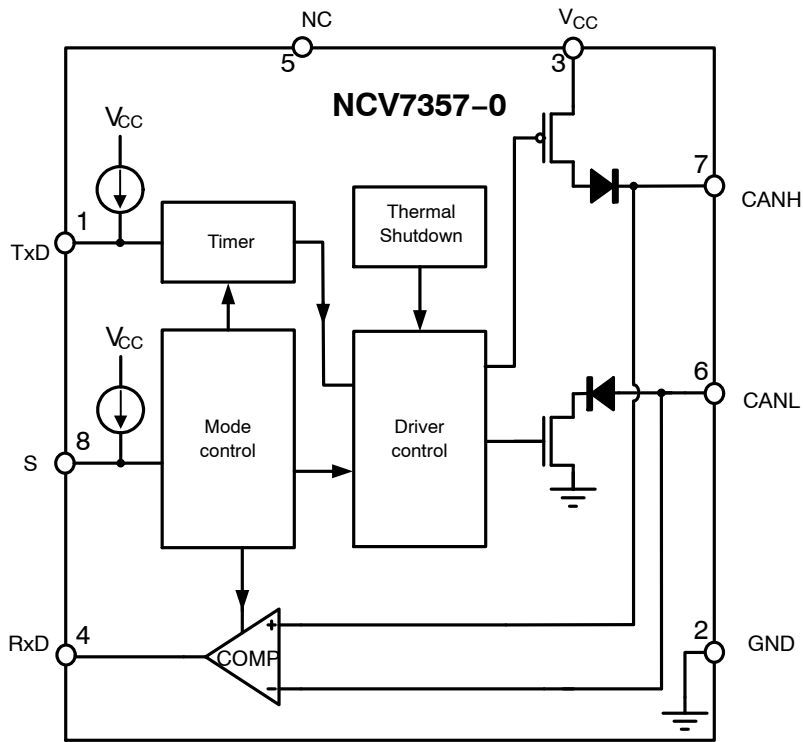 NC
5
VCC
3
NCV7357–0
VCC
7
CANH
1
TxD
Timer
Thermal
Shutdown
VCC
6
CANL
8
S
Mode
control
Driver
control
RxD
4
COMP
+
−
2
GND